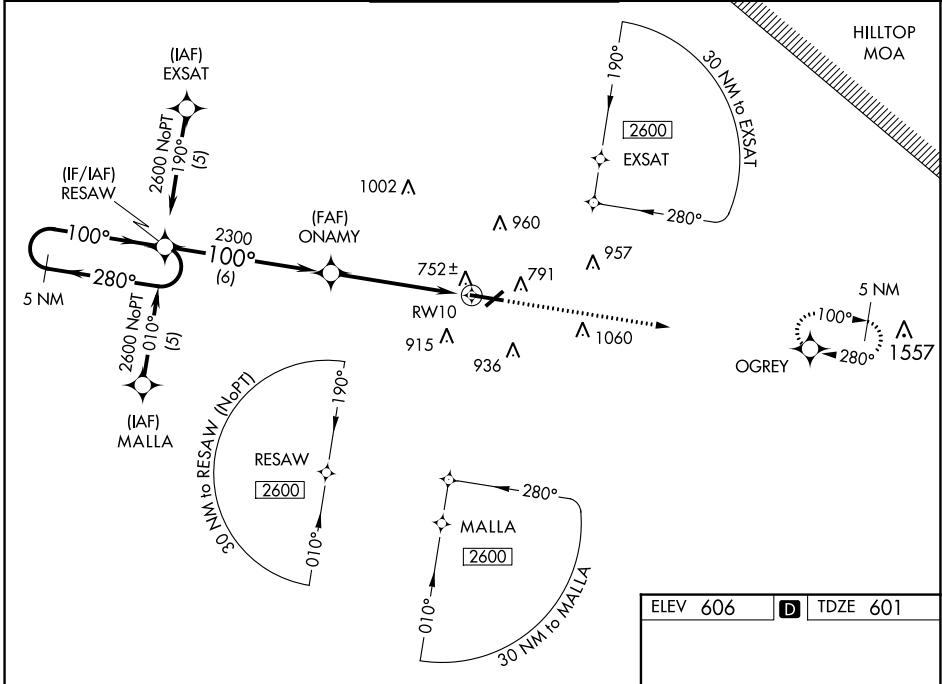 HILLTOP
MOA
(IAF)
EXSAT
2600 NoPT
190°
(5)
(IF/IAF)
RESAW
100°
280°
5 NM
2600 NoPT
010°
(5)
(IAF)
MALLA
2300
100°
(6)
(FAF)
ONAMY
1002
960
957
752±
791
RW10
915
936
1060
190°
2600
EXSAT
280°
30 NM to EXSAT
5 NM
100°
280°
OGREY
1557
30 NM to RESAW (NoPT)
190°
RESAW
2600
010°
280°
MALLA
2600
010°
30 NM to MALLA
ELEV 606 D TDZE 601